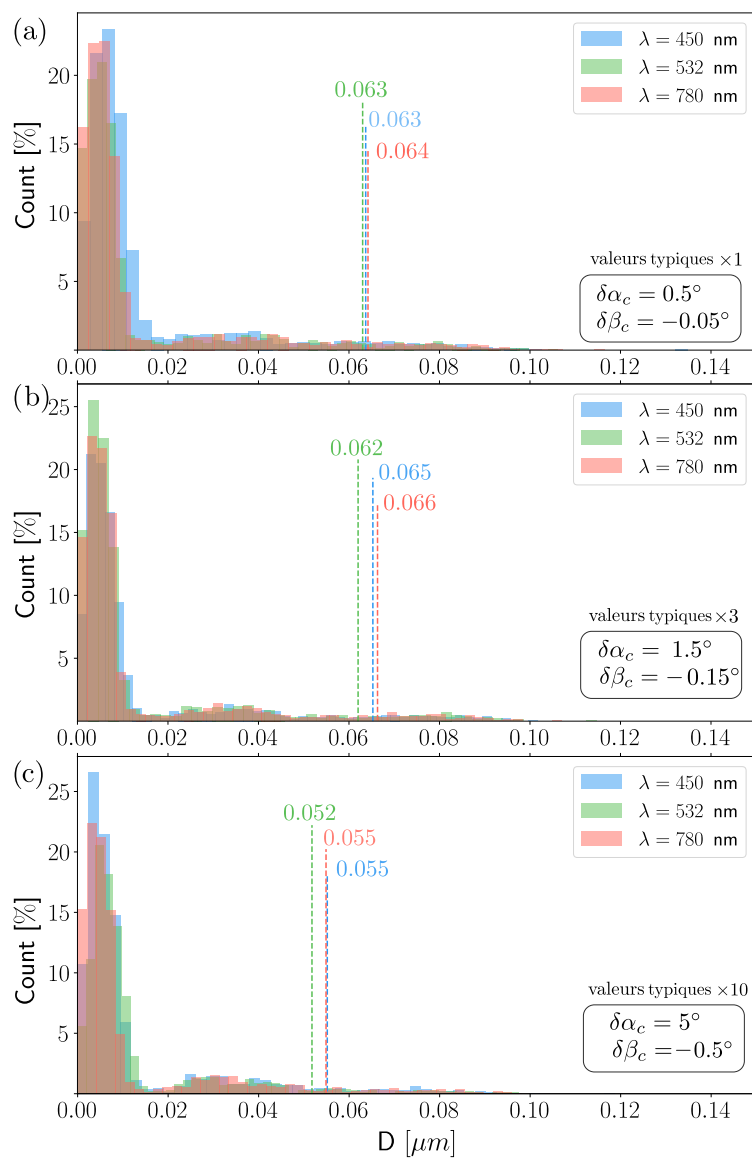 (a)
λ = 450 nm
λ = 532 nm
λ = 780 nm
0.063
0.063
0.064
valeurs typiques ×1
δα_c = 0.5°
δβ_c = −0.05°
Count [%]
20
15
10
5
0.00 0.02 0.04 0.06 0.08 0.10 0.12 0.14
(b)
λ = 450 nm
λ = 532 nm
λ = 780 nm
0.062
0.065
0.066
valeurs typiques ×3
δα_c = 1.5°
δβ_c = −0.15°
Count [%]
25
20
15
10
5
0.00 0.02 0.04 0.06 0.08 0.10 0.12 0.14
(c)
λ = 450 nm
λ = 532 nm
λ = 780 nm
0.052
0.055
0.055
valeurs typiques ×10
δα_c = 5°
δβ_c = −0.5°
Count [%]
25
20
15
10
5
0.00 0.02 0.04 0.06 0.08 0.10 0.12 0.14
D [μm]